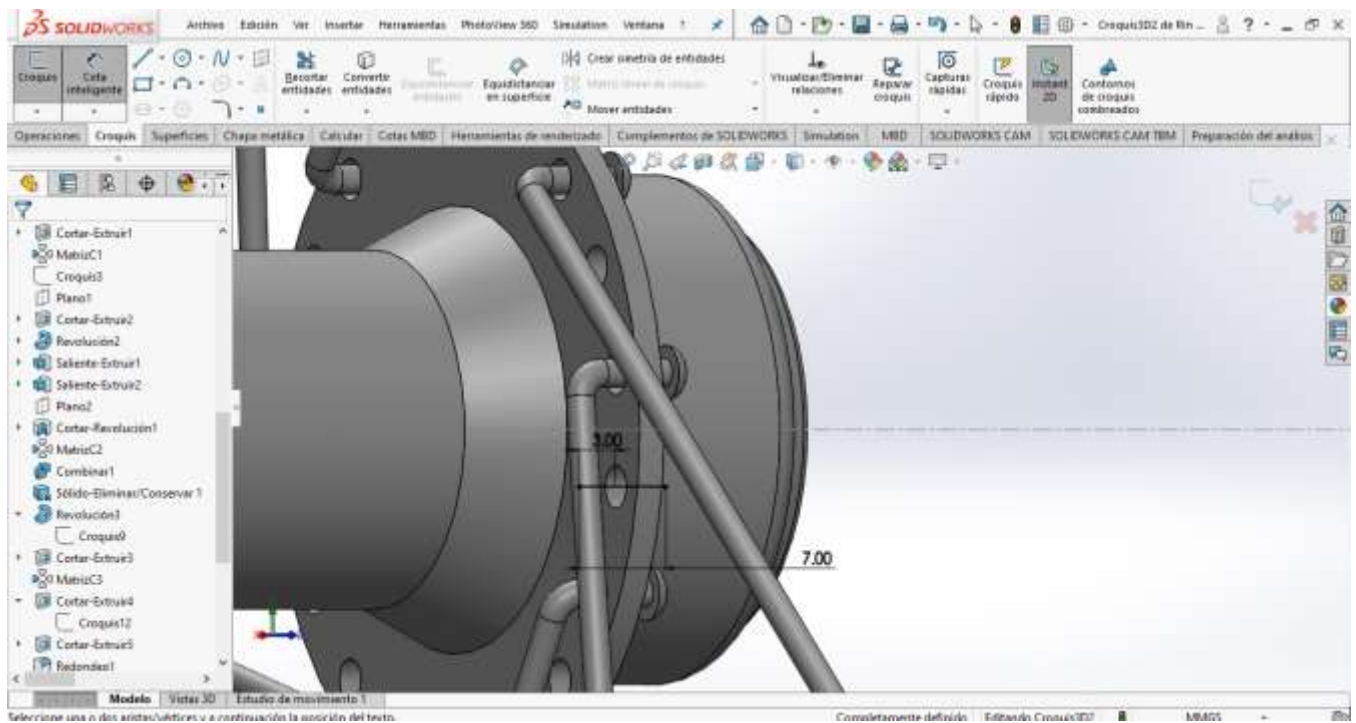 SOLIDWORKS Archivo Edición Ver Insertar Herramientas PhotoView 360 Simulation Ventana ? Croquis3D2 de Rin ... ?
Croquis
Cota inteligente
Recortar entidades
Convertir entidades
Equidistanciar en superficie
Crear simetría de entidades
Mover entidades
Visualizar/Eliminar relaciones
Reparar croquis
Capturas rápidas
Croquis rápido
Instant 2D
Contornos de croquis combreados
Operaciones Croquis Superficies Chapa metálica Calcular Cotas MBD Herramientas de renderizado Complementos de SOLIDWORKS Simulation MBD SOLIDWORKS CAM SOLIDWORKS CAM TBM Preparación del análisis
Cortar-Extruir1
MatrizC1
Croquis3
Plano1
Cortar-Extruir2
Revolución2
Saliente-Extruir1
Saliente-Extruir2
Plano2
Cortar-Revolución1
MatrizC2
Combinar1
Sólido-Eliminar/Conservar 1
Revolución3
Croquis9
Cortar-Extruir3
MatrizC3
Cortar-Extruir4
Croquis12
Cortar-Extruir5
Redondeo1
3.00
7.00
Modelo Vistas 3D Estudio de movimiento 1
Seleccione una o dos aristas/vértices y a continuación la posición del texto. Completamente definido Editando Croquis3D2 MMGS